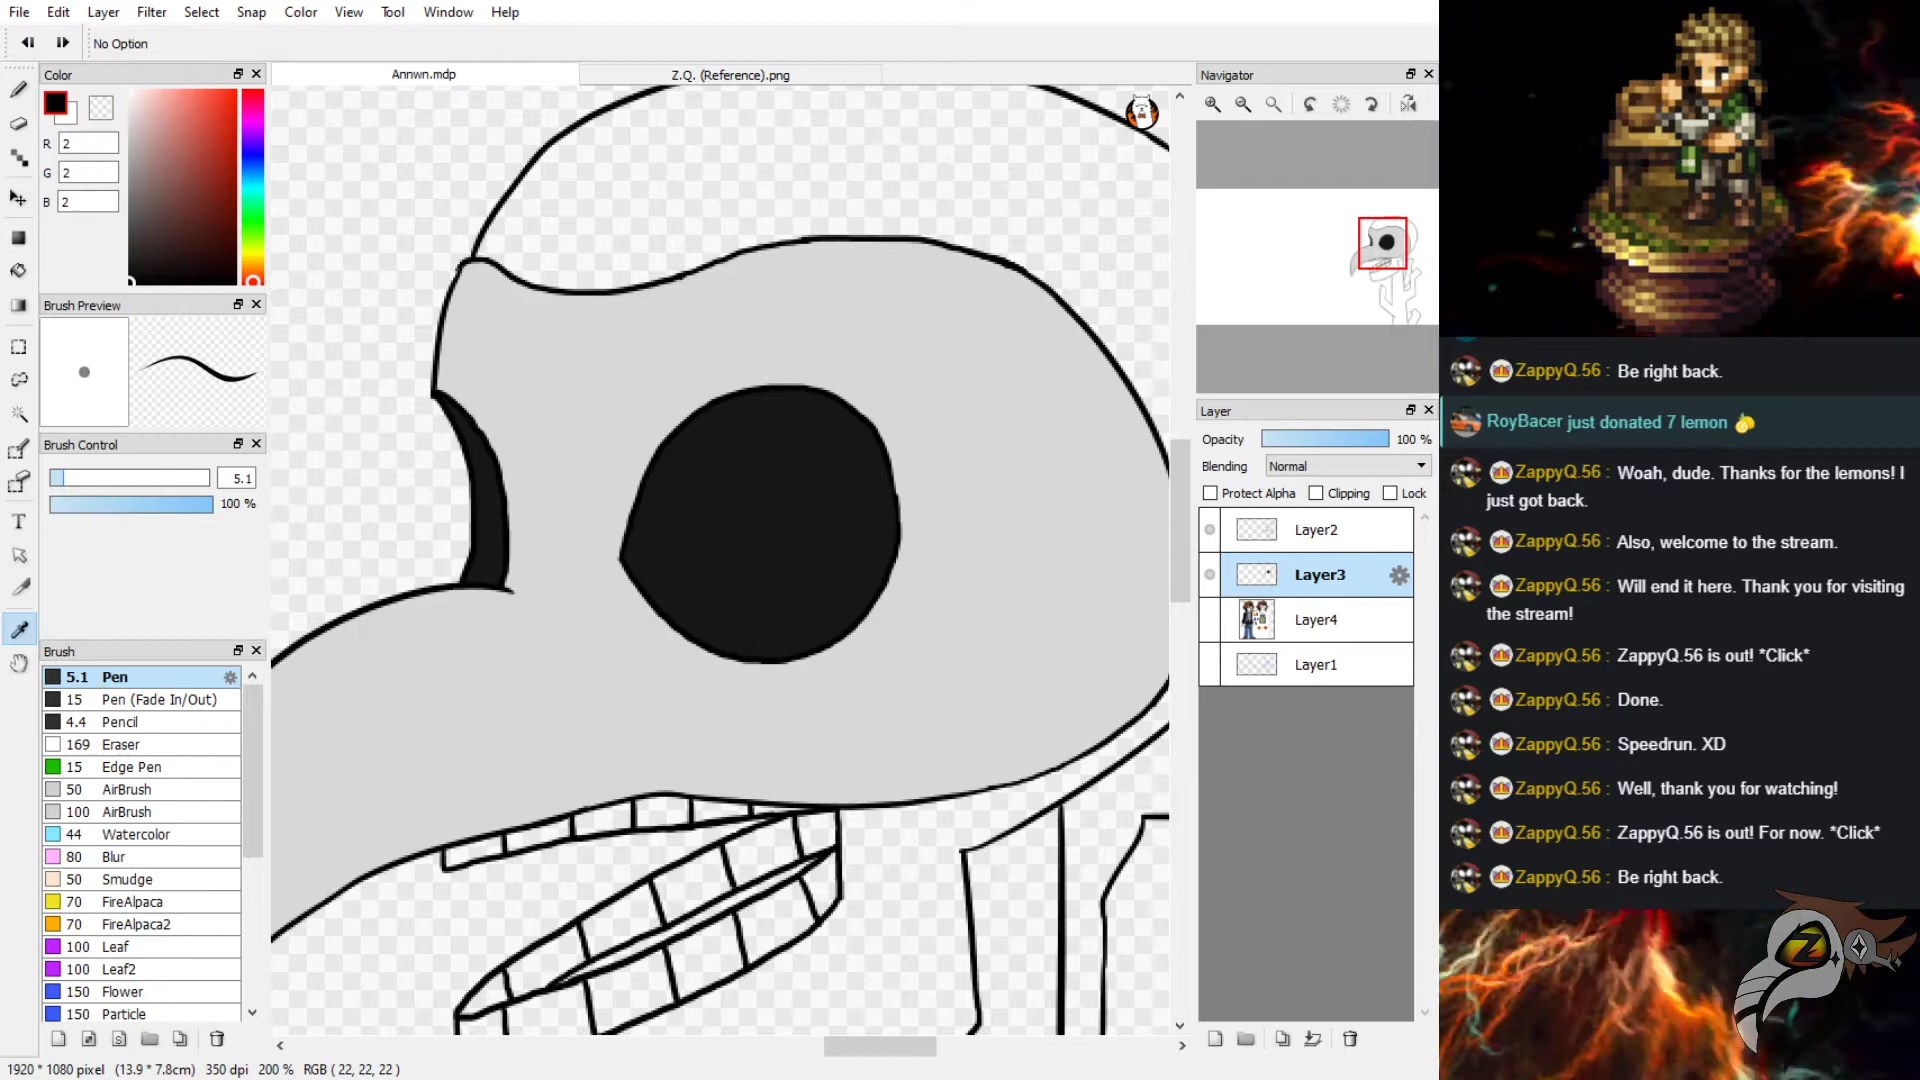 File Edit Layer Filter Select Snap Color View Tool Window Help
No Option
Color
R 2
G 2
B 2
Brush Preview
Brush Control
5.1
100 %
Brush
5.1 Pen
15 Pen (Fade In/Out)
4.4 Pencil
169 Eraser
15 Edge Pen
50 AirBrush
100 AirBrush
44 Watercolor
80 Blur
50 Smudge
70 FireAlpaca
70 FireAlpaca2
100 Leaf
100 Leaf2
150 Flower
150 Particle
1920 * 1080 pixel (13.9 * 7.8cm) 350 dpi 200 % RGB ( 22, 22, 22 )
Annwn.mdp
Z.Q. (Reference).png
Navigator
Layer
Opacity 100 %
Blending Normal
Protect Alpha Clipping Lock
Layer2
Layer3
Layer4
Layer1
ZappyQ.56 : Be right back.
RoyBacer just donated 7 lemon
ZappyQ.56 : Woah, dude. Thanks for the lemons! I
just got back.
ZappyQ.56 : Also, welcome to the stream.
ZappyQ.56 : Will end it here. Thank you for visiting
the stream!
ZappyQ.56 : ZappyQ.56 is out! *Click*
ZappyQ.56 : Done.
ZappyQ.56 : Speedrun. XD
ZappyQ.56 : Well, thank you for watching!
ZappyQ.56 : ZappyQ.56 is out! For now. *Click*
ZappyQ.56 : Be right back.
Z